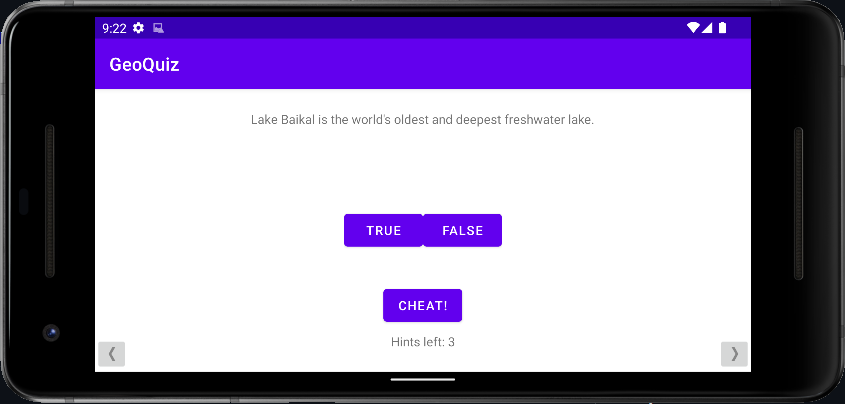 9:22
GeoQuiz
Lake Baikal is the world's oldest and deepest freshwater lake.
TRUE FALSE
CHEAT!
Hints left: 3